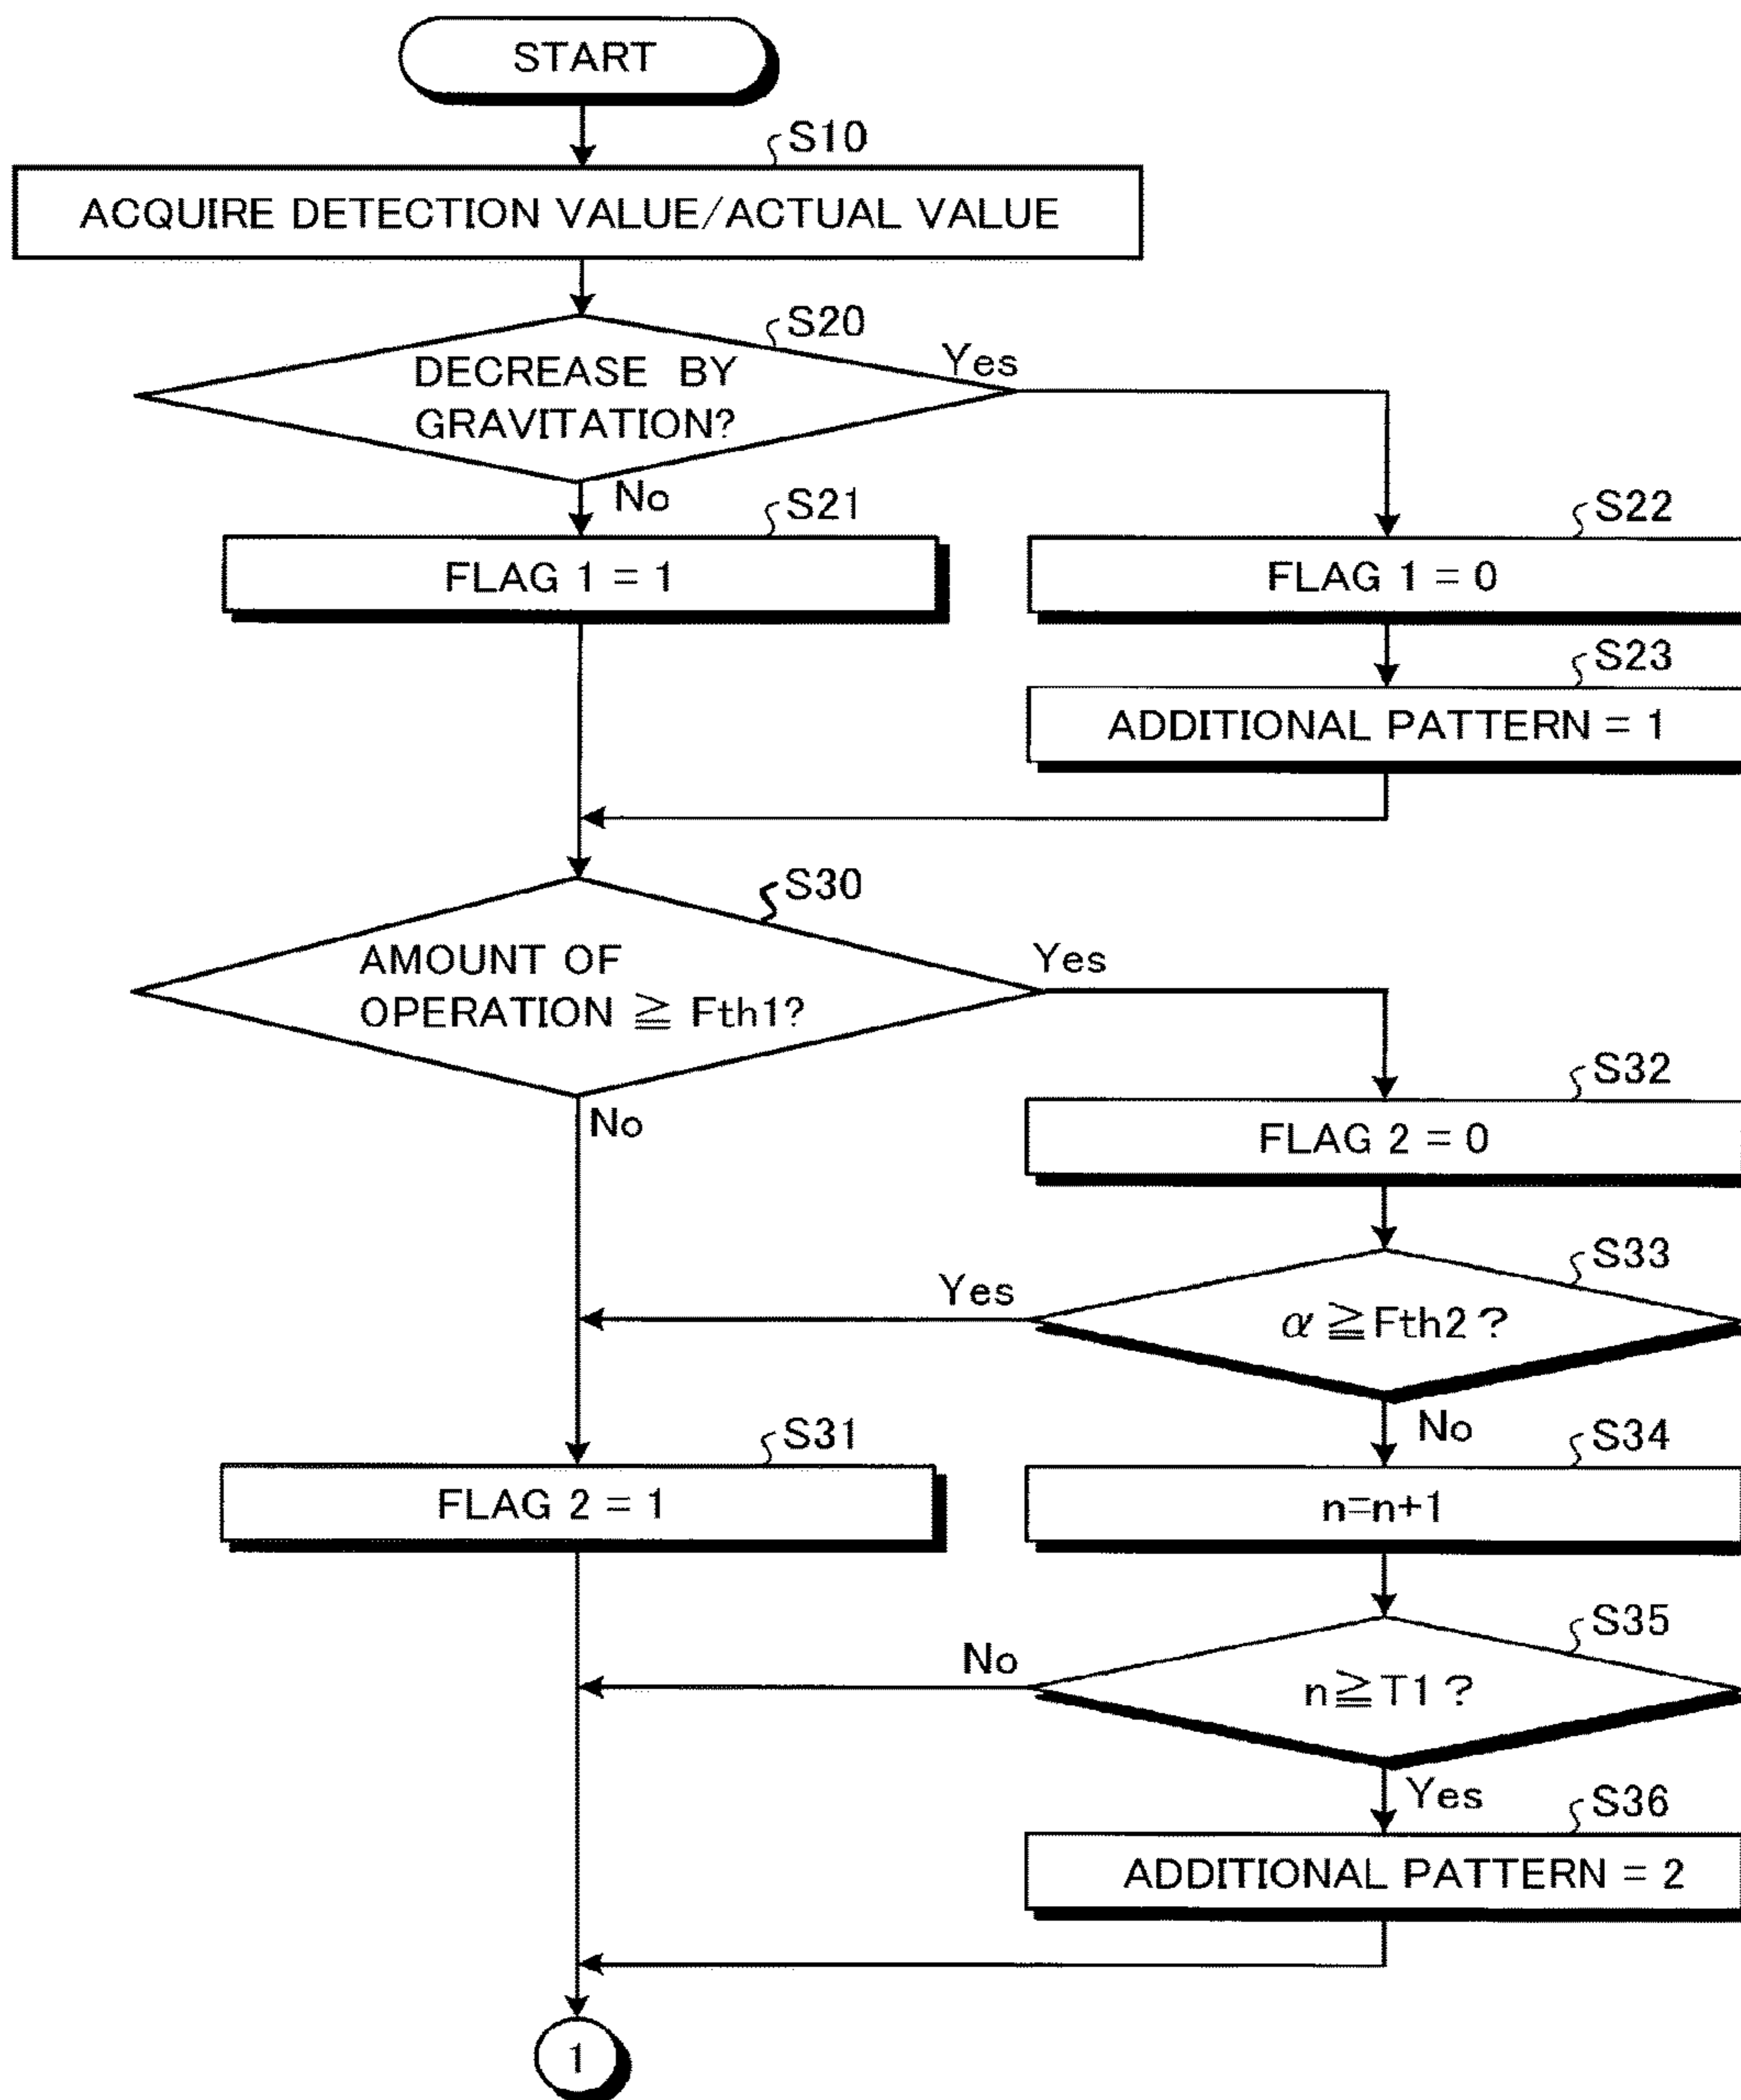 START
S10
ACQUIRE DETECTION VALUE/ACTUAL VALUE
S20
DECREASE BY
GRAVITATION?
Yes
No
S21
FLAG 1 = 1
S22
FLAG 1 = 0
S23
ADDITIONAL PATTERN = 1
S30
AMOUNT OF
OPERATION ≧ Fth1?
Yes
No
S32
FLAG 2 = 0
S33
α ≧ Fth2 ?
Yes
No
S31
FLAG 2 = 1
S34
n=n+1
S35
n≧T1 ?
No
Yes
S36
ADDITIONAL PATTERN = 2
1